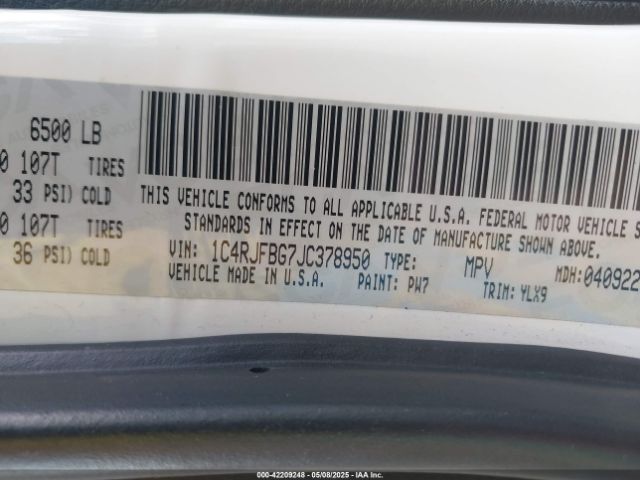 6500 LB
0 107T TIRES
33 PSI) COLD
0 107T TIRES
36 PSI) COLD
THIS VEHICLE CONFORMS TO ALL APPLICABLE U.S.A. FEDERAL MOTOR VEHICLE S
STANDARDS IN EFFECT ON THE DATE OF MANUFACTURE SHOWN ABOVE.
VIN: 1C4RJFBG7JC378950 TYPE: MPV MDH:040922
VEHICLE MADE IN U.S.A. PAINT: PW7 TRIM: YLX9
000-42209248 - 05/08/2025 - IAA Inc.